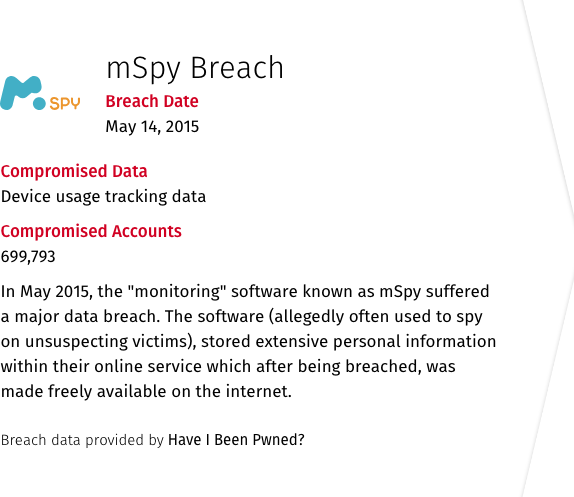 mSpy Breach
SPY
Breach Date
May 14, 2015
Compromised Data
Device usage tracking data
Compromised Accounts
699,793
In May 2015, the "monitoring" software known as mSpy suffered
a major data breach. The software (allegedly often used to spy
on unsuspecting victims), stored extensive personal information
within their online service which after being breached, was
made freely available on the internet.
Breach data provided by Have I Been Pwned?